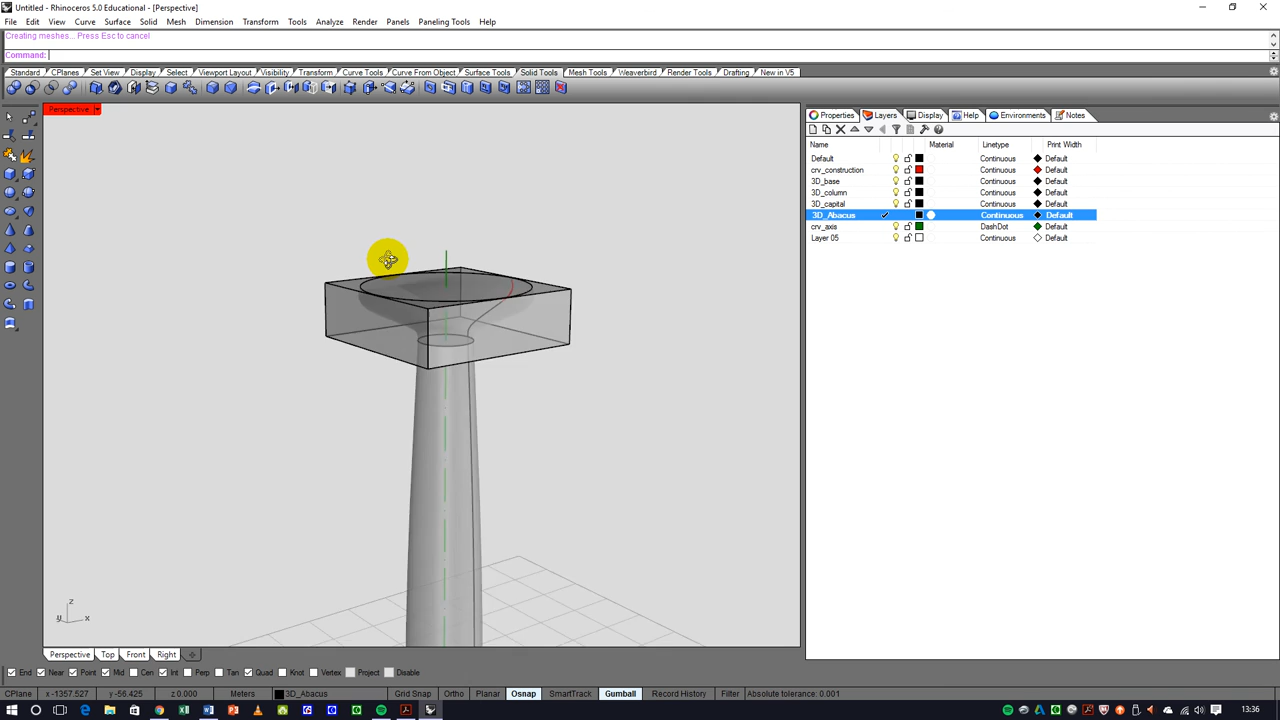 Untitled - Rhinoceros 5.0 Educational - [Perspective]
File Edit View Curve Surface Solid Mesh Dimension Transform Tools Analyze Render Panels Paneling Tools Help
Creating meshes... Press Esc to cancel
Command:
Standard CPlanes Set View Display Select Viewport Layout Visibility Transform Curve Tools Curve From Object Surface Tools Solid Tools Mesh Tools Weaverbird Render Tools Drafting New in V5
Perspective
Properties Layers Display Help Environments Notes
Name Material Linetype Print Width
Default Continuous Default
crv_construction Continuous Default
3D_base Continuous Default
3D_column Continuous Default
3D_capital Continuous Default
3D_Abacus Continuous Default
crv_axis DashDot Default
Layer 05 Continuous Default
z
y x
Perspective Top Front Right
End Near Point Mid Cen Int Perp Tan Quad Knot Vertex Project Disable
CPlane x -1357.527 y -56.425 z 0.000 Meters 3D_Abacus Grid Snap Ortho Planar Osnap SmartTrack Gumball Record History Filter Absolute tolerance: 0.001
13:36